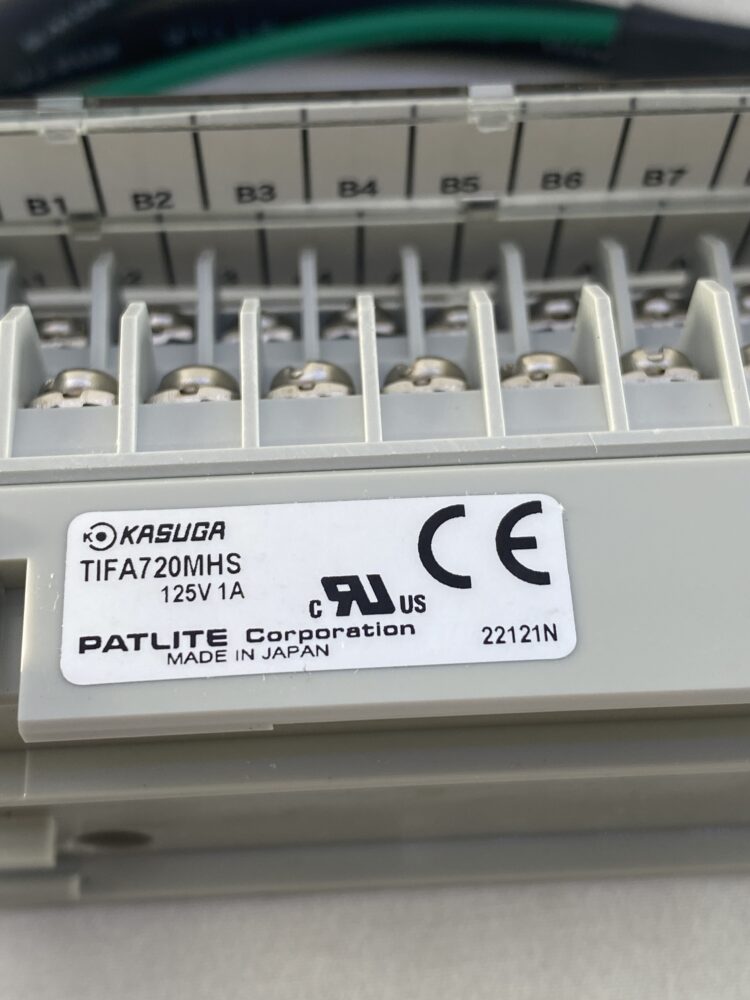 B1 B2 B3 B4 B5 B6 B7
K KASUGA
TIFA720MHS
125V 1A
CE
c RU US
PATLITE Corporation
MADE IN JAPAN
22121N